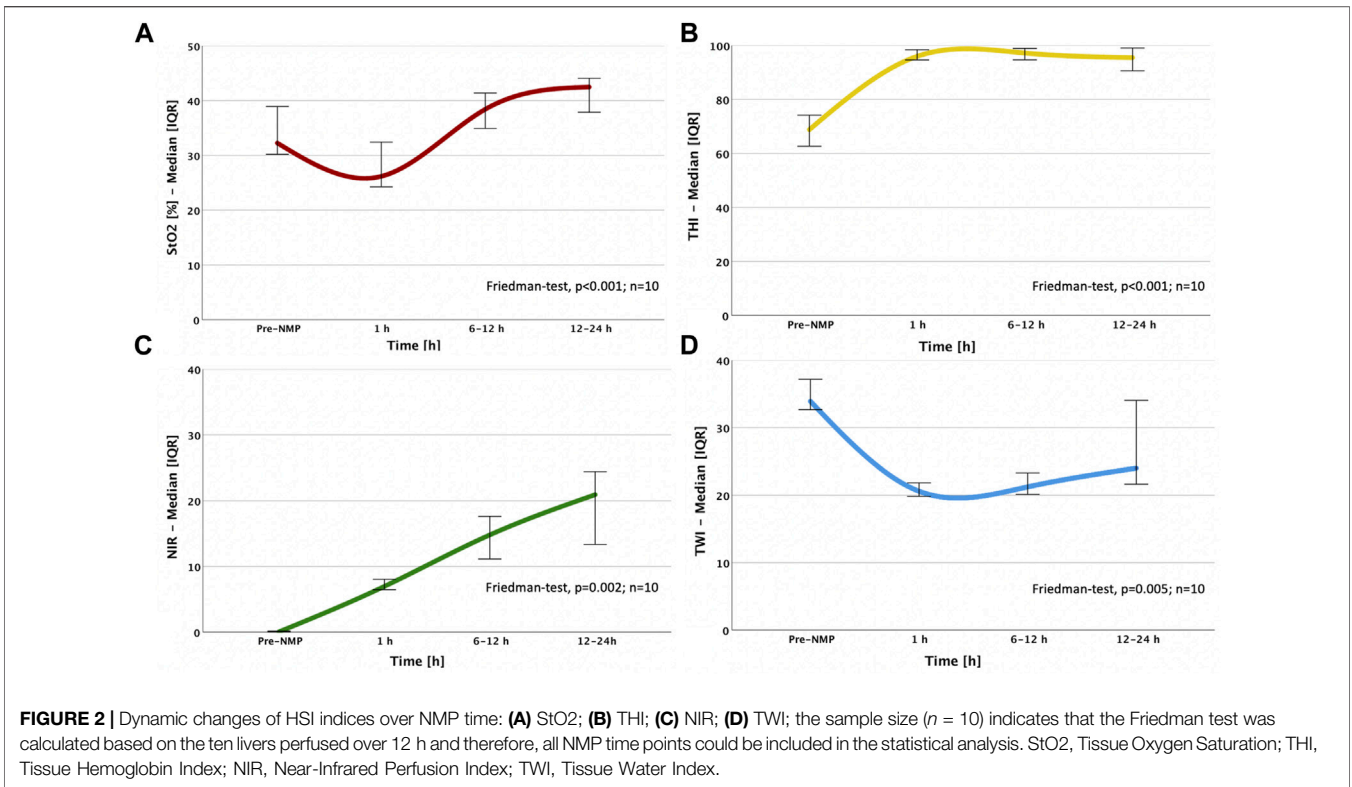 A
StO2 [%] – Median [IQR]
50
40
30
20
10
0
Friedman-test, p<0.001; n=10
Pre–NMP 1 h 6–12 h 12–24 h
Time [h]
B
THI – Median [IQR]
100
80
60
40
20
0
Friedman-test, p<0.001; n=10
Pre–NMP 1 h 6–12 h 12–24 h
Time [h]
C
NIR – Median [IQR]
40
30
20
10
0
Friedman-test, p=0.002; n=10
Pre–NMP 1 h 6–12 h 12–24h
Time [h]
D
TWI – Median [IQR]
40
30
20
10
0
Friedman-test, p=0.005; n=10
Pre–NMP 1 h 6–12 h 12–24 h
Time [h]
FIGURE 2 | Dynamic changes of HSI indices over NMP time: (A) StO2; (B) THI; (C) NIR; (D) TWI; the sample size (n = 10) indicates that the Friedman test was
calculated based on the ten livers perfused over 12 h and therefore, all NMP time points could be included in the statistical analysis. StO2, Tissue Oxygen Saturation; THI,
Tissue Hemoglobin Index; NIR, Near-Infrared Perfusion Index; TWI, Tissue Water Index.